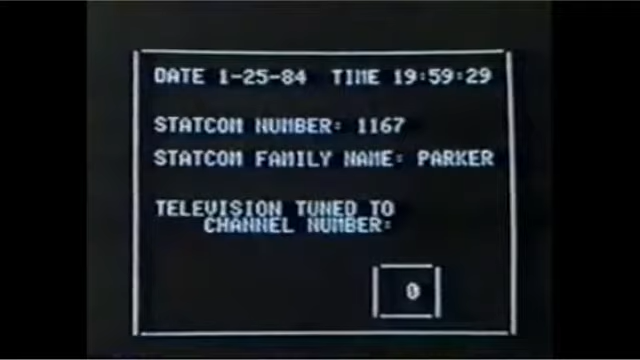 DATE 1-25-84 TIME 19:59:29
STATCOM NUMBER: 1167
STATCOM FAMILY NAME: PARKER
TELEVISION TUNED TO
CHANNEL NUMBER:
0